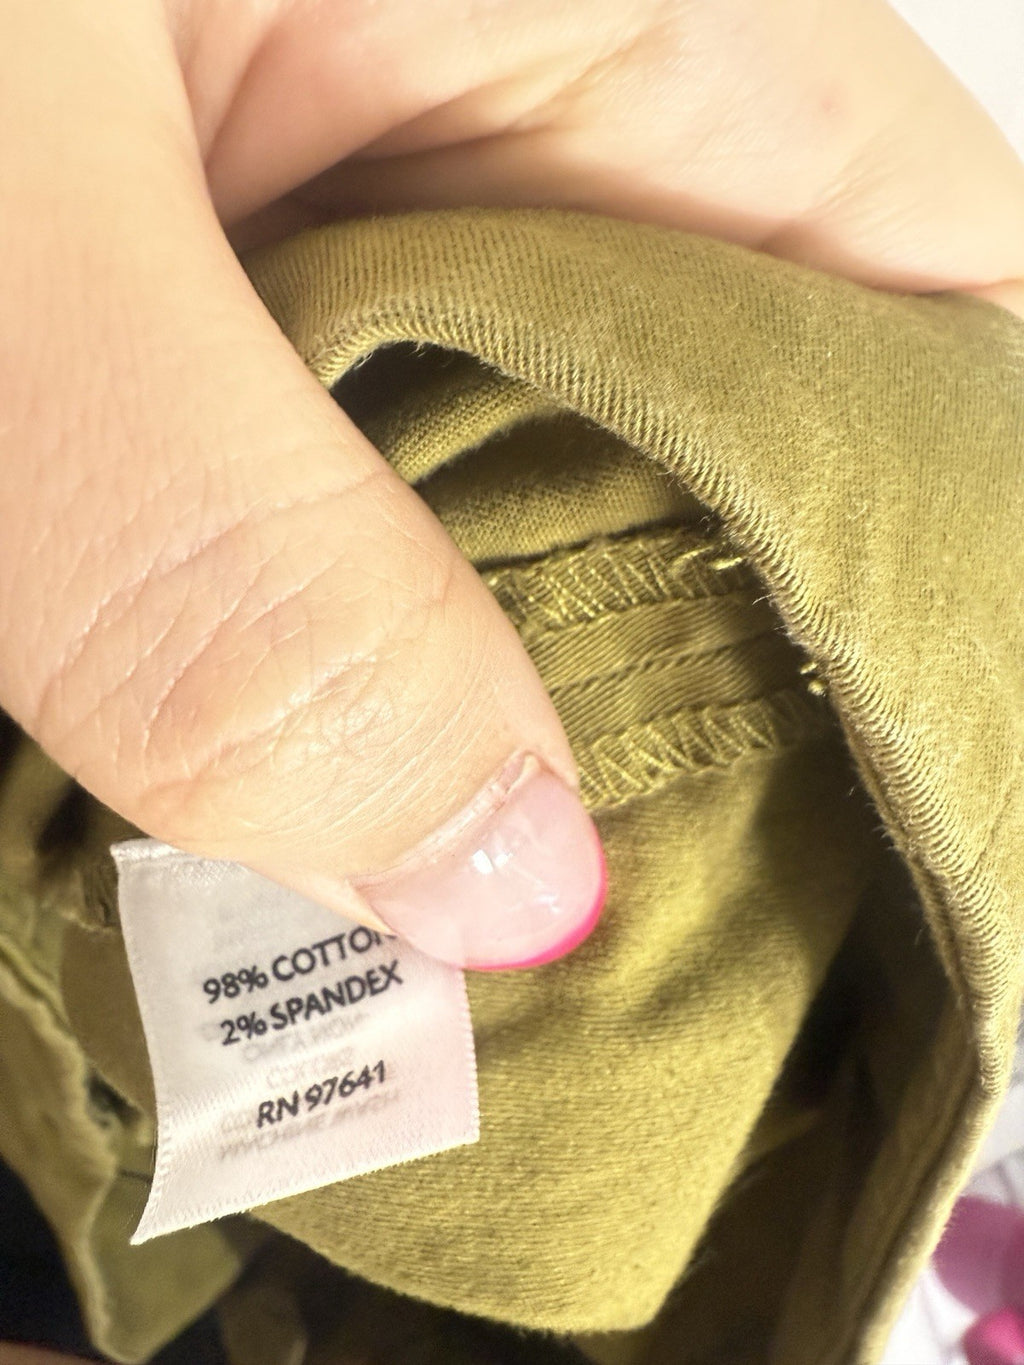 98% COTTON
2% SPANDEX
RN 97641